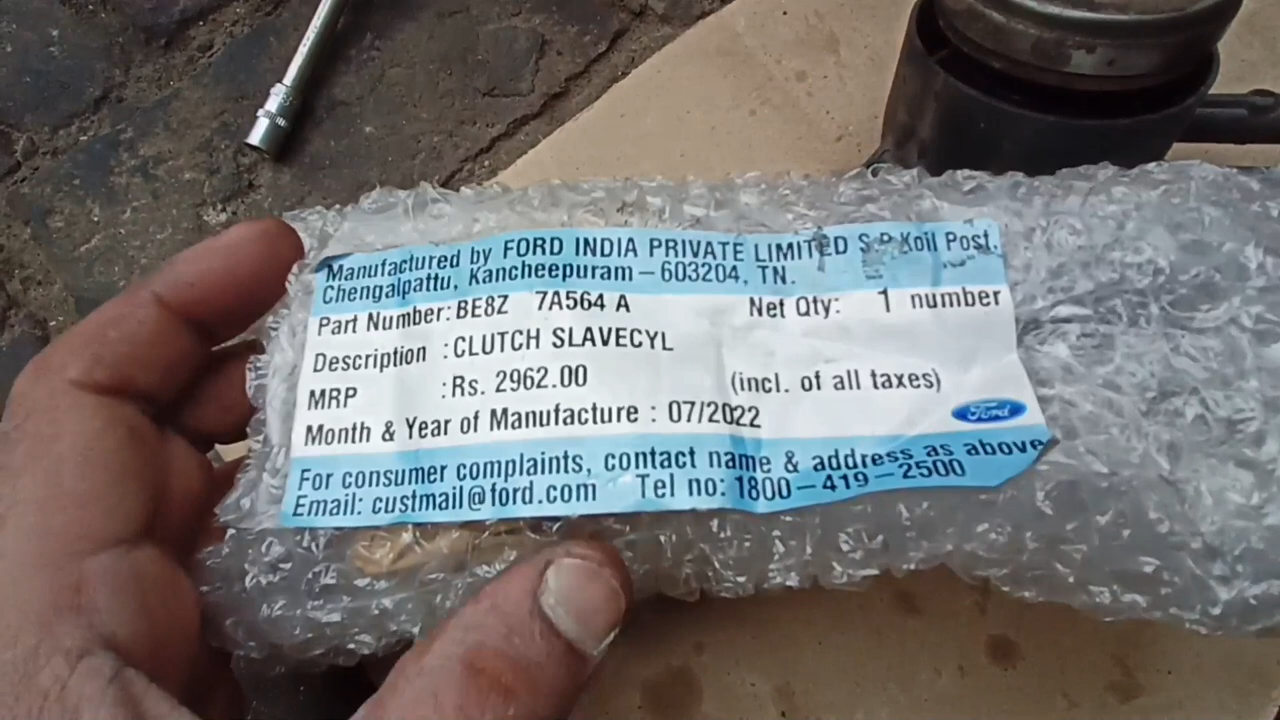 Manufactured by FORD INDIA PRIVATE LIMITED S P Koil Post,
Chengalpattu, Kancheepuram – 603204, TN.
Part Number: BE8Z 7A564 A Net Qty: 1 number
Description : CLUTCH SLAVECYL
MRP : Rs. 2962.00 (incl. of all taxes)
Month & Year of Manufacture : 07/2022
Ford
For consumer complaints, contact name & address as above
Email: custmail@ford.com Tel no: 1800–419–2500